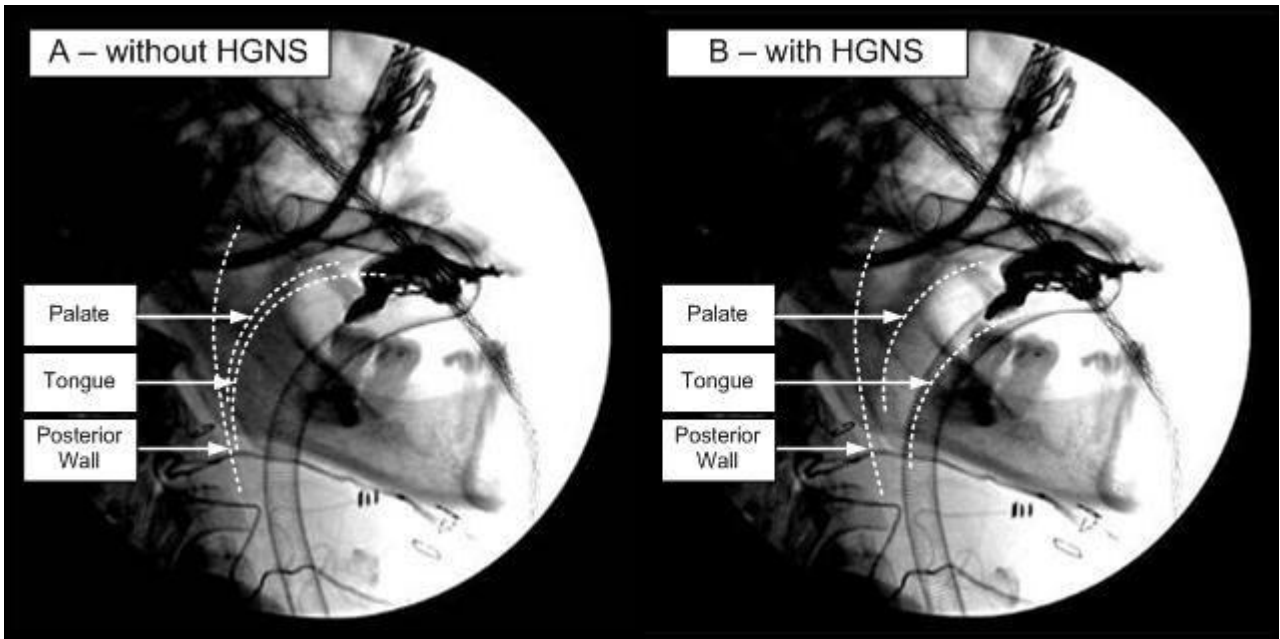 A – without HGNS
B – with HGNS
Palate
Tongue
Posterior
Wall
Palate
Tongue
Posterior
Wall